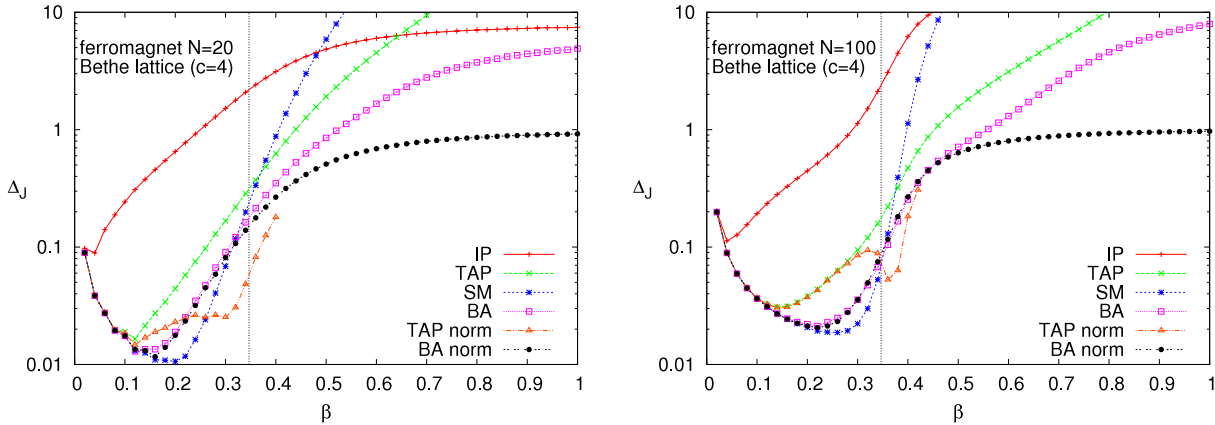 10
1
0.1
0.01
Δ_J
ferromagnet N=20
Bethe lattice (c=4)
IP
TAP
SM
BA
TAP norm
BA norm
0 0.1 0.2 0.3 0.4 0.5 0.6 0.7 0.8 0.9 1
β
10
1
0.1
0.01
Δ_J
ferromagnet N=100
Bethe lattice (c=4)
IP
TAP
SM
BA
TAP norm
BA norm
0 0.1 0.2 0.3 0.4 0.5 0.6 0.7 0.8 0.9 1
β